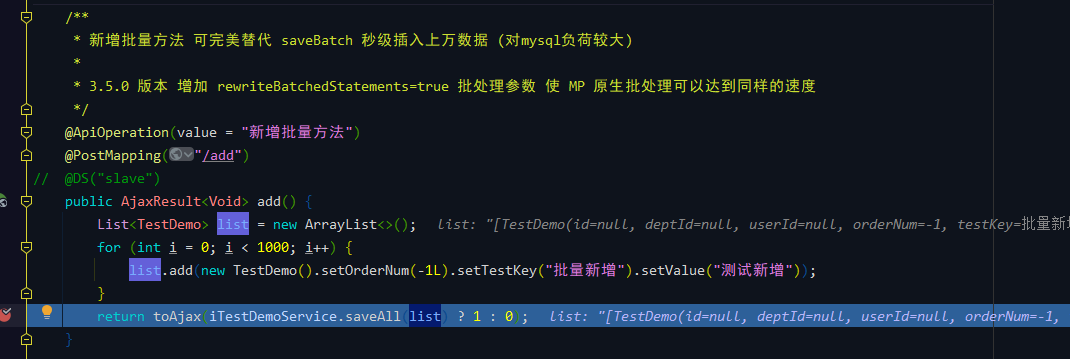 /**
* 新增批量方法 可完美替代 saveBatch 秒级插入上万数据 (对mysql负荷较大)
*
* 3.5.0 版本 增加 rewriteBatchedStatements=true 批处理参数 使 MP 原生批处理可以达到同样的速度
*/
@ApiOperation(value = "新增批量方法")
@PostMapping("/add")
// @DS("slave")
public AjaxResult<Void> add() {
List<TestDemo> list = new ArrayList<>(); list: "[TestDemo(id=null, deptId=null, userId=null, orderNum=-1, testKey=批量新增
for (int i = 0; i < 1000; i++) {
list.add(new TestDemo().setOrderNum(-1L).setTestKey("批量新增").setValue("测试新增"));
}
return toAjax(iTestDemoService.saveAll(list) ? 1 : 0); list: "[TestDemo(id=null, deptId=null, userId=null, orderNum=-1,
}